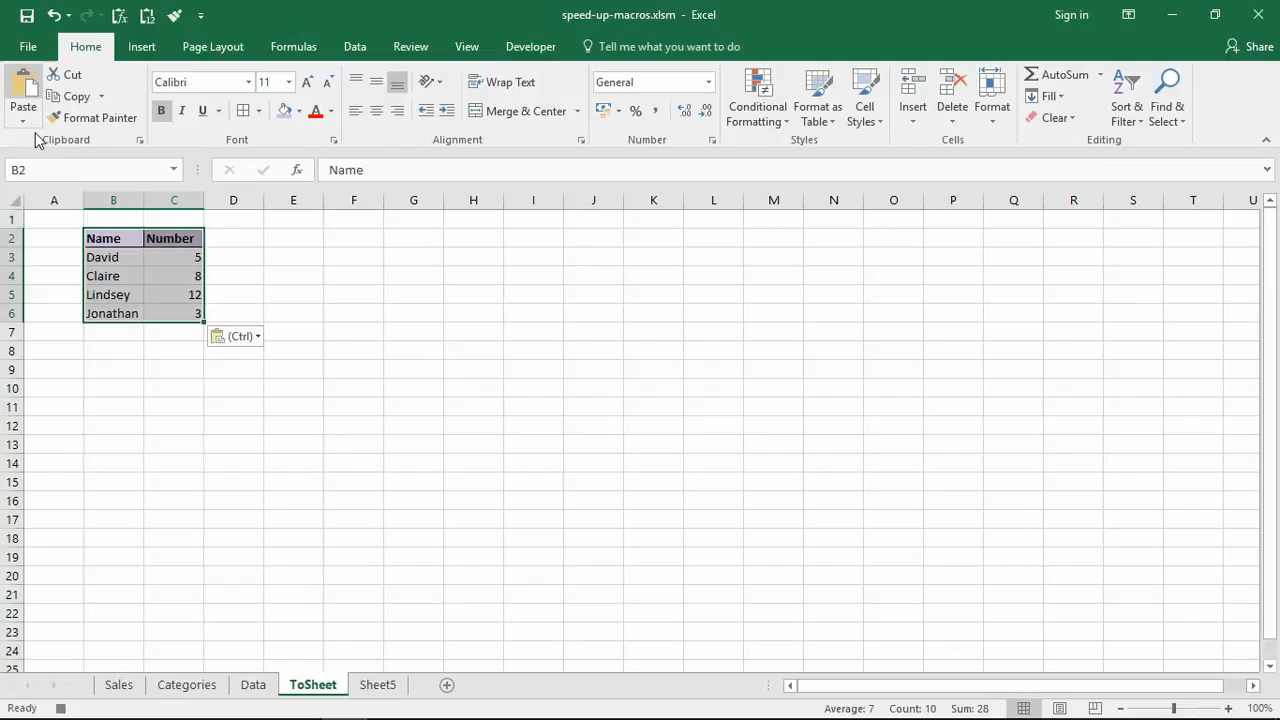 speed-up-macros.xlsm - Excel
Sign in
File Home Insert Page Layout Formulas Data Review View Developer Tell me what you want to do Share
Paste
Cut
Copy
Format Painter
Clipboard
Calibri 11
B I U A
Font
Wrap Text
Merge & Center
Alignment
General
%
Number
Conditional Formatting
Format as Table
Cell Styles
Styles
Insert
Delete
Format
Cells
AutoSum
Fill
Clear
Sort & Filter
Find & Select
Editing
B2 fx Name
A B C D E F G H I J K L M N O P Q R S T U
1
2 Name Number
3 David 5
4 Claire 8
5 Lindsey 12
6 Jonathan 3
7 (Ctrl)
8
9
10
11
12
13
14
15
16
17
18
19
20
21
22
23
24
25
Sales Categories Data ToSheet Sheet5
Ready Average: 7 Count: 10 Sum: 28 100%